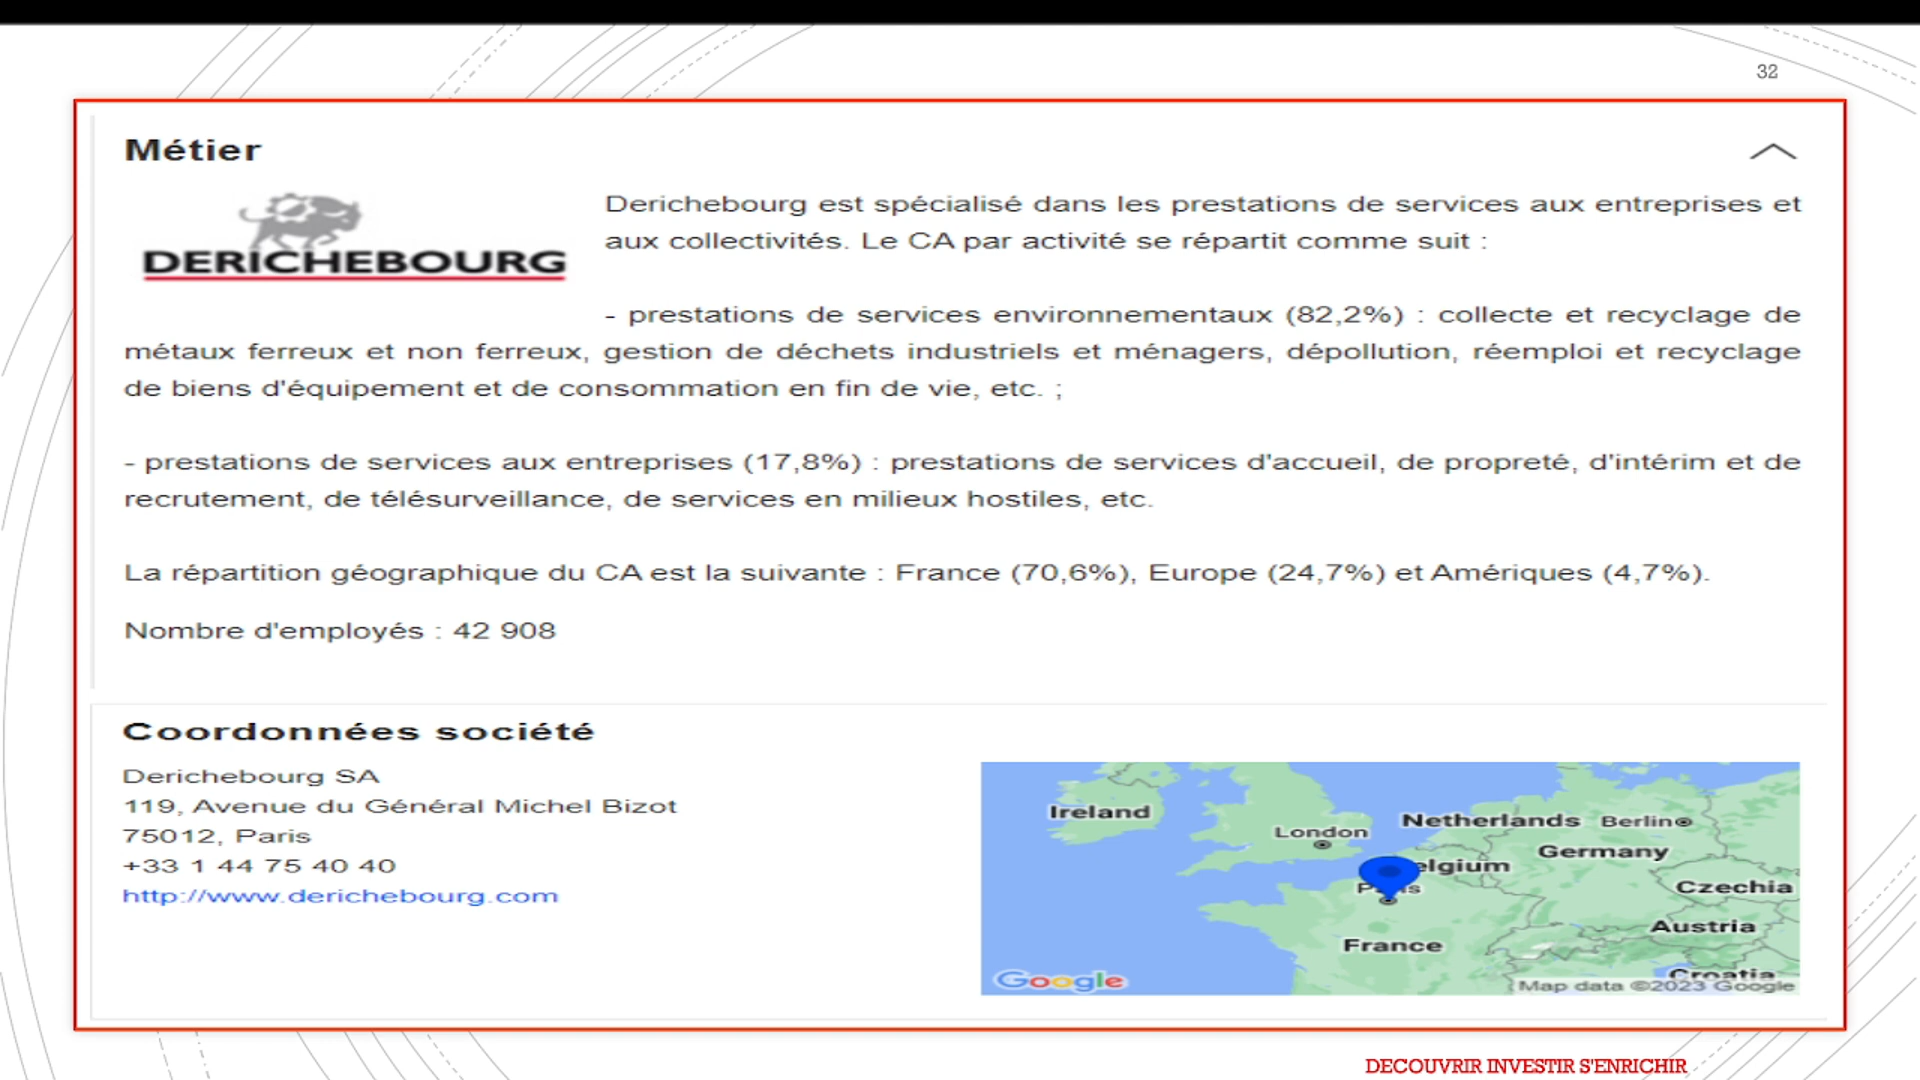 32
Métier
DERICHEBOURG
Derichebourg est spécialisé dans les prestations de services aux entreprises et
aux collectivités. Le CA par activité se répartit comme suit :
- prestations de services environnementaux (82,2%) : collecte et recyclage de
métaux ferreux et non ferreux, gestion de déchets industriels et ménagers, dépollution, réemploi et recyclage
de biens d'équipement et de consommation en fin de vie, etc. ;
- prestations de services aux entreprises (17,8%) : prestations de services d'accueil, de propreté, d'intérim et de
recrutement, de télésurveillance, de services en milieux hostiles, etc.
La répartition géographique du CA est la suivante : France (70,6%), Europe (24,7%) et Amériques (4,7%).
Nombre d'employés : 42 908
Coordonnées société
Derichebourg SA
119, Avenue du Général Michel Bizot
75012, Paris
+33 1 44 75 40 40
http://www.derichebourg.com
Ireland
London
Netherlands
Berlin
elgium
Germany
Czechia
Austria
France
Croatia
Google
Map data ©2023 Google
DECOUVRIR INVESTIR S'ENRICHIR